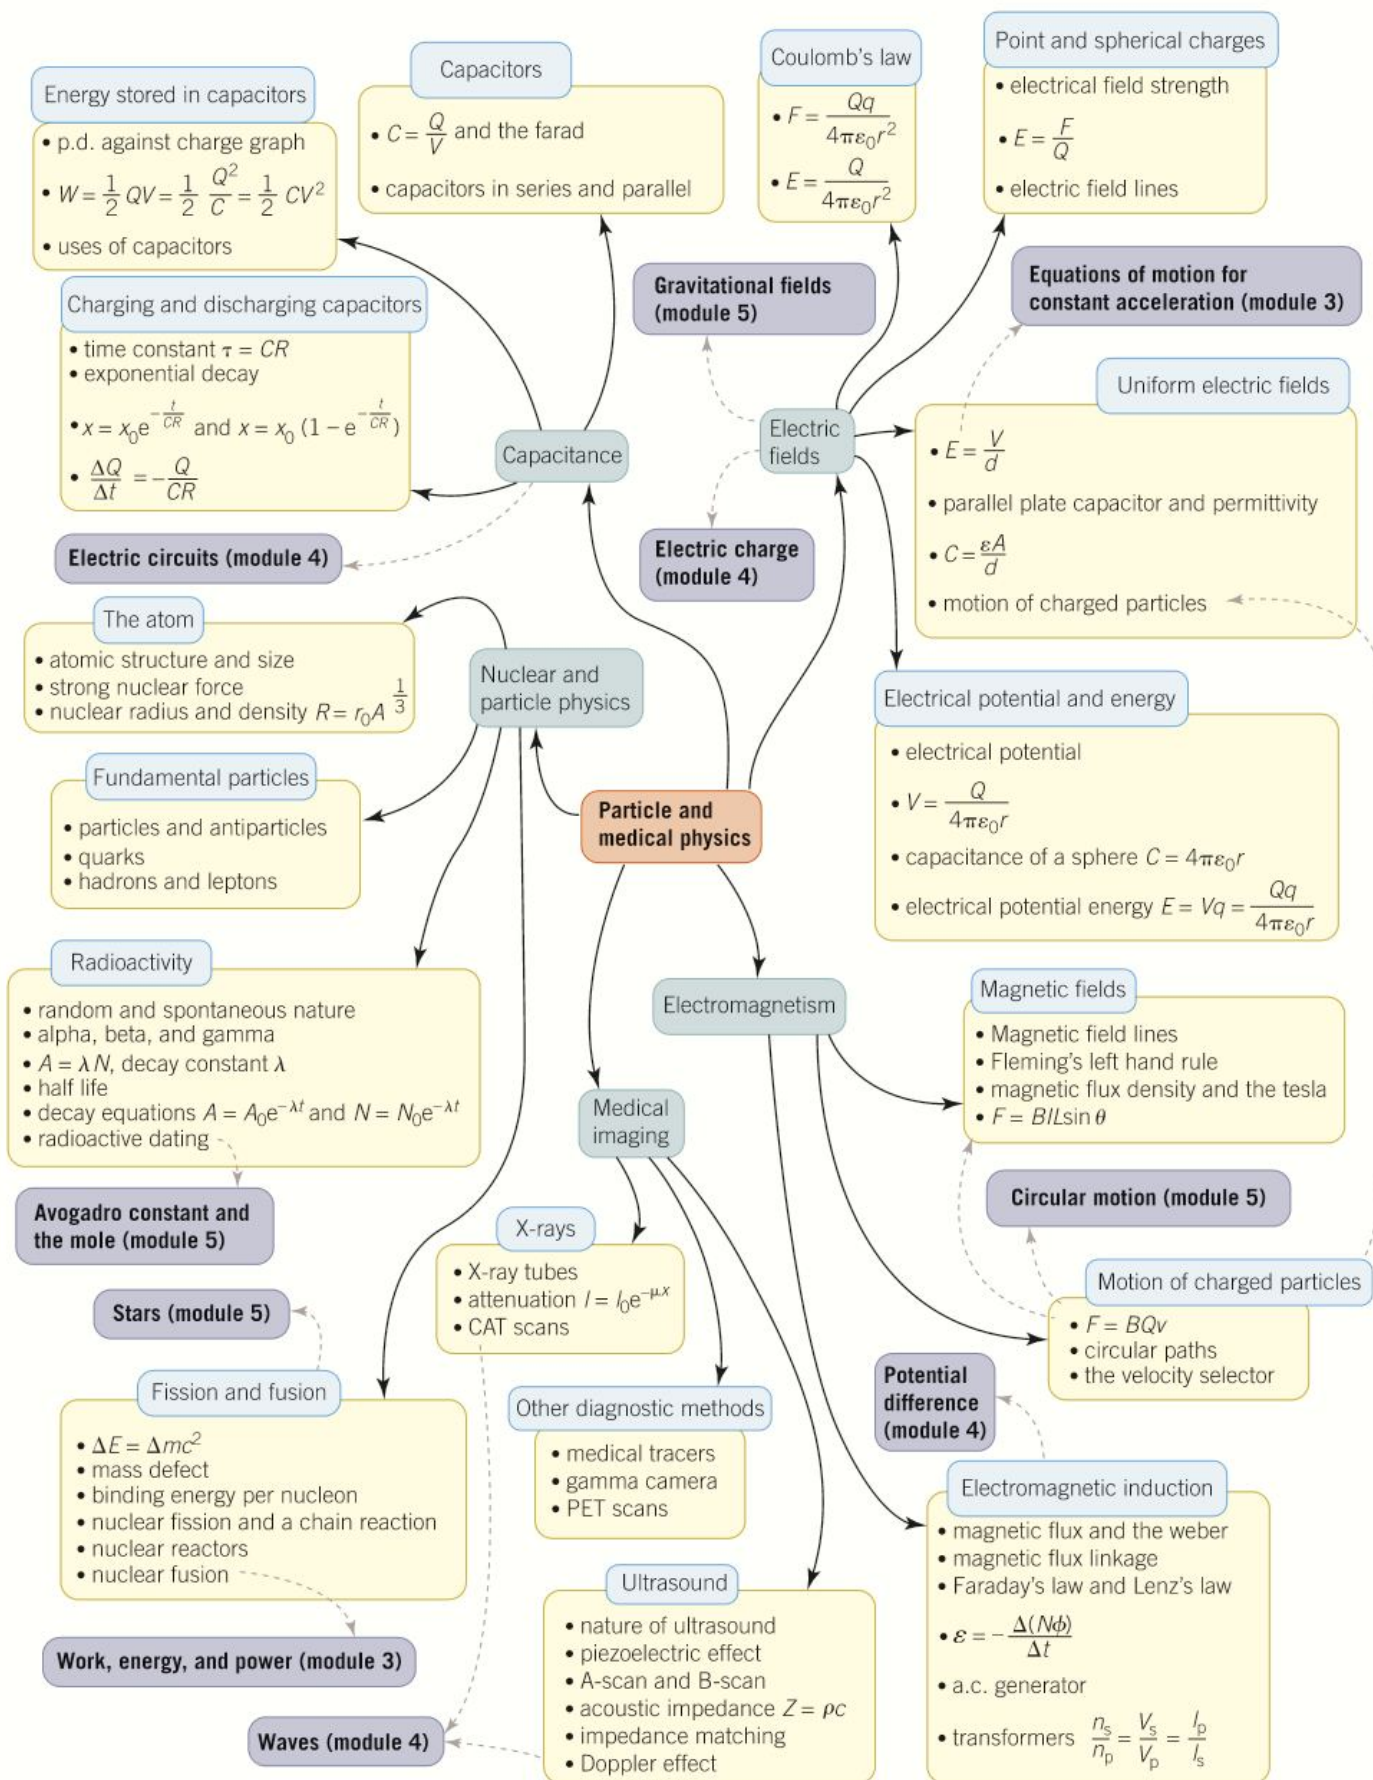 Energy stored in capacitors
• p.d. against charge graph
• W = 1/2 QV = 1/2 Q²/C = 1/2 CV²
• uses of capacitors
Capacitors
• C = Q/V and the farad
• capacitors in series and parallel
Coulomb's law
• F = Qq/4πε₀r²
• E = Q/4πε₀r²
Point and spherical charges
• electrical field strength
• E = F/Q
• electric field lines
Charging and discharging capacitors
• time constant τ = CR
• exponential decay
• x = x₀e^(−t/CR) and x = x₀ (1 − e^(−t/CR))
• ΔQ/Δt = −Q/CR
Gravitational fields
(module 5)
Equations of motion for
constant acceleration (module 3)
Capacitance
Electric
fields
Uniform electric fields
• E = V/d
• parallel plate capacitor and permittivity
• C = εA/d
• motion of charged particles
Electric circuits (module 4)
Electric charge
(module 4)
The atom
• atomic structure and size
• strong nuclear force
• nuclear radius and density R = r₀A^(1/3)
Nuclear and
particle physics
Electrical potential and energy
• electrical potential
• V = Q/4πε₀r
• capacitance of a sphere C = 4πε₀r
• electrical potential energy E = Vq = Qq/4πε₀r
Fundamental particles
• particles and antiparticles
• quarks
• hadrons and leptons
Particle and
medical physics
Radioactivity
• random and spontaneous nature
• alpha, beta, and gamma
• A = λN, decay constant λ
• half life
• decay equations A = A₀e^(−λt) and N = N₀e^(−λt)
• radioactive dating
Electromagnetism
Magnetic fields
• Magnetic field lines
• Fleming's left hand rule
• magnetic flux density and the tesla
• F = BILsin θ
Medical
imaging
Avogadro constant and
the mole (module 5)
Circular motion (module 5)
X-rays
• X-ray tubes
• attenuation I = I₀e^(−μx)
• CAT scans
Motion of charged particles
• F = BQv
• circular paths
• the velocity selector
Stars (module 5)
Fission and fusion
• ΔE = Δmc²
• mass defect
• binding energy per nucleon
• nuclear fission and a chain reaction
• nuclear reactors
• nuclear fusion
Other diagnostic methods
• medical tracers
• gamma camera
• PET scans
Potential
difference
(module 4)
Electromagnetic induction
• magnetic flux and the weber
• magnetic flux linkage
• Faraday's law and Lenz's law
• ε = −Δ(Nϕ)/Δt
• a.c. generator
• transformers nₛ/nₚ = Vₛ/Vₚ = Iₚ/Iₛ
Ultrasound
• nature of ultrasound
• piezoelectric effect
• A-scan and B-scan
• acoustic impedance Z = ρc
• impedance matching
• Doppler effect
Work, energy, and power (module 3)
Waves (module 4)